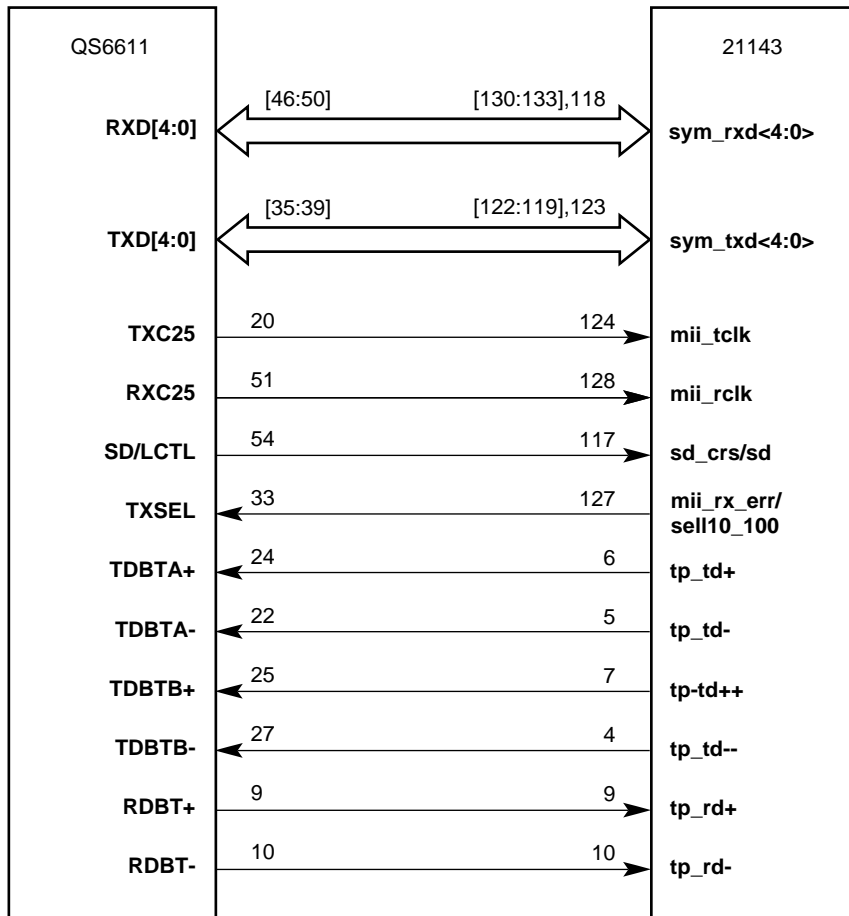 QS6611 21143
[46:50] [130:133],118
RXD[4:0] sym_rxd<4:0>
[35:39] [122:119],123
TXD[4:0] sym_txd<4:0>
TXC25 20 124 mii_tclk
RXC25 51 128 mii_rclk
SD/LCTL 54 117 sd_crs/sd
TXSEL 33 127 mii_rx_err/
sell10_100
TDBTA+ 24 6 tp_td+
TDBTA- 22 5 tp_td-
TDBTB+ 25 7 tp-td++
TDBTB- 27 4 tp_td--
RDBT+ 9 9 tp_rd+
RDBT- 10 10 tp_rd-